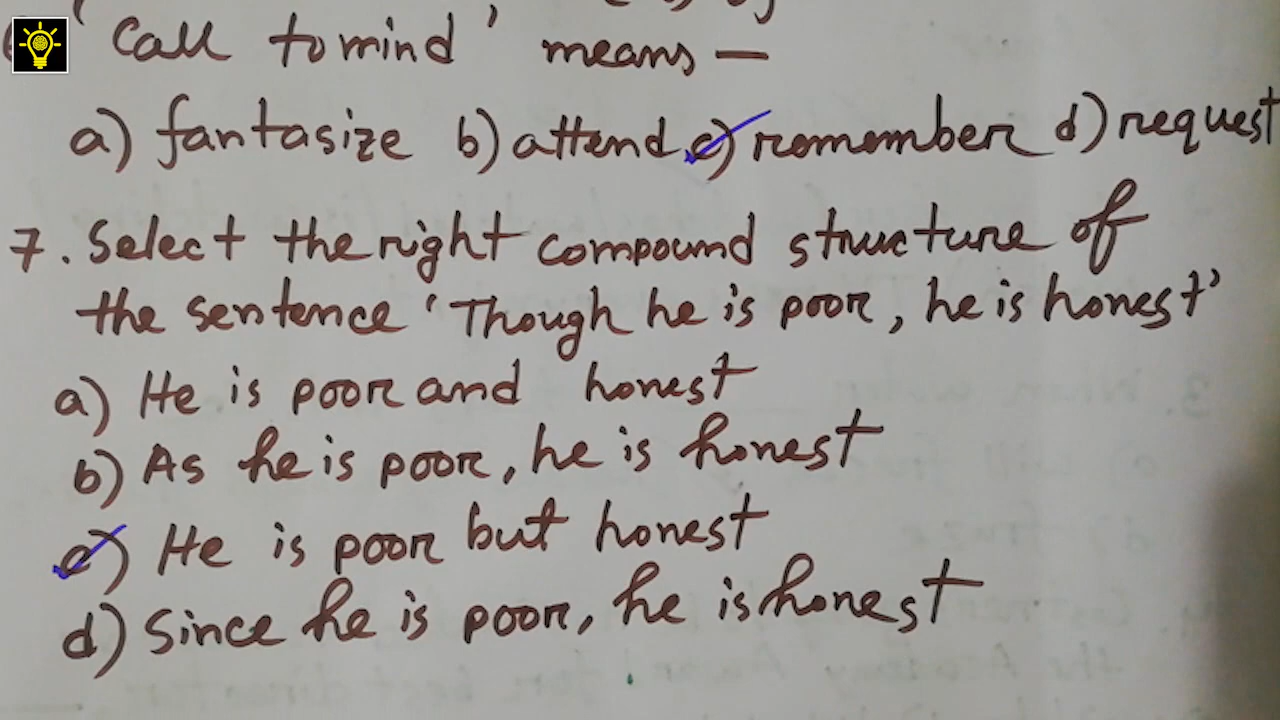 'Call to mind' means —
a) fantasize b) attend c) remember d) request
7. Select the right compound structure of
the sentence 'Though he is poor, he is honest'
a) He is poor and honest
b) As he is poor, he is honest
c) He is poor but honest
d) Since he is poor, he is honest